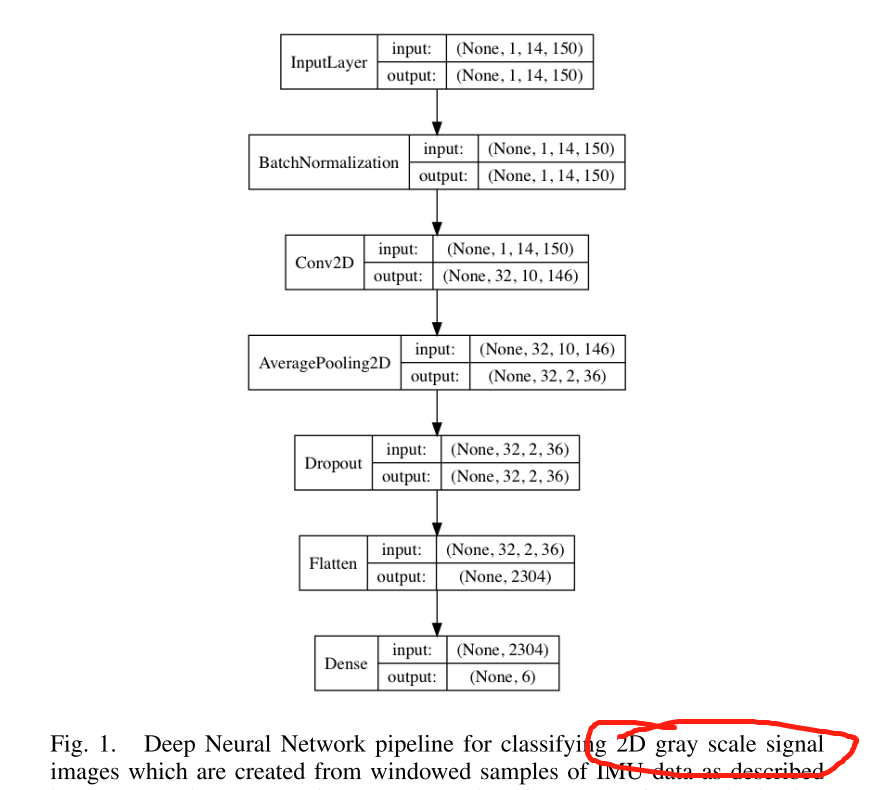 InputLayer input: (None, 1, 14, 150)
output: (None, 1, 14, 150)
BatchNormalization input: (None, 1, 14, 150)
output: (None, 1, 14, 150)
Conv2D input: (None, 1, 14, 150)
output: (None, 32, 10, 146)
AveragePooling2D input: (None, 32, 10, 146)
output: (None, 32, 2, 36)
Dropout input: (None, 32, 2, 36)
output: (None, 32, 2, 36)
Flatten input: (None, 32, 2, 36)
output: (None, 2304)
Dense input: (None, 2304)
output: (None, 6)
Fig. 1. Deep Neural Network pipeline for classifying 2D gray scale signal
images which are created from windowed samples of IMU data as described